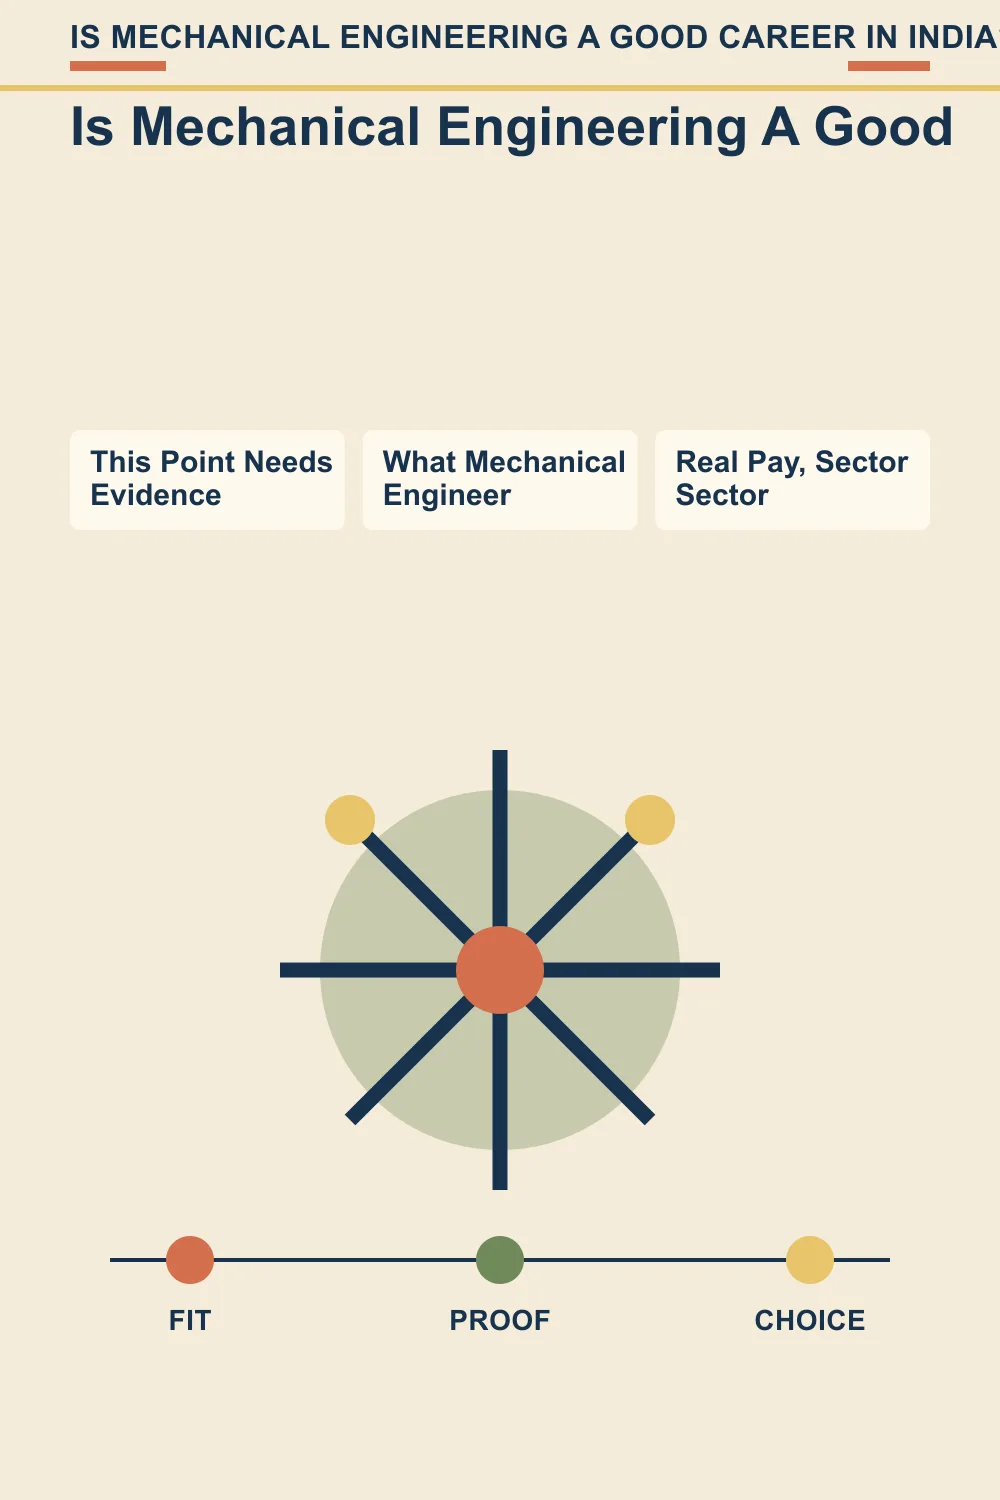 IS MECHANICAL ENGINEERING A GOOD CAREER IN INDIA?
Is Mechanical Engineering A Good
This Point Needs
Evidence
What Mechanical
Engineer
Real Pay, Sector
Sector
FIT
PROOF
CHOICE